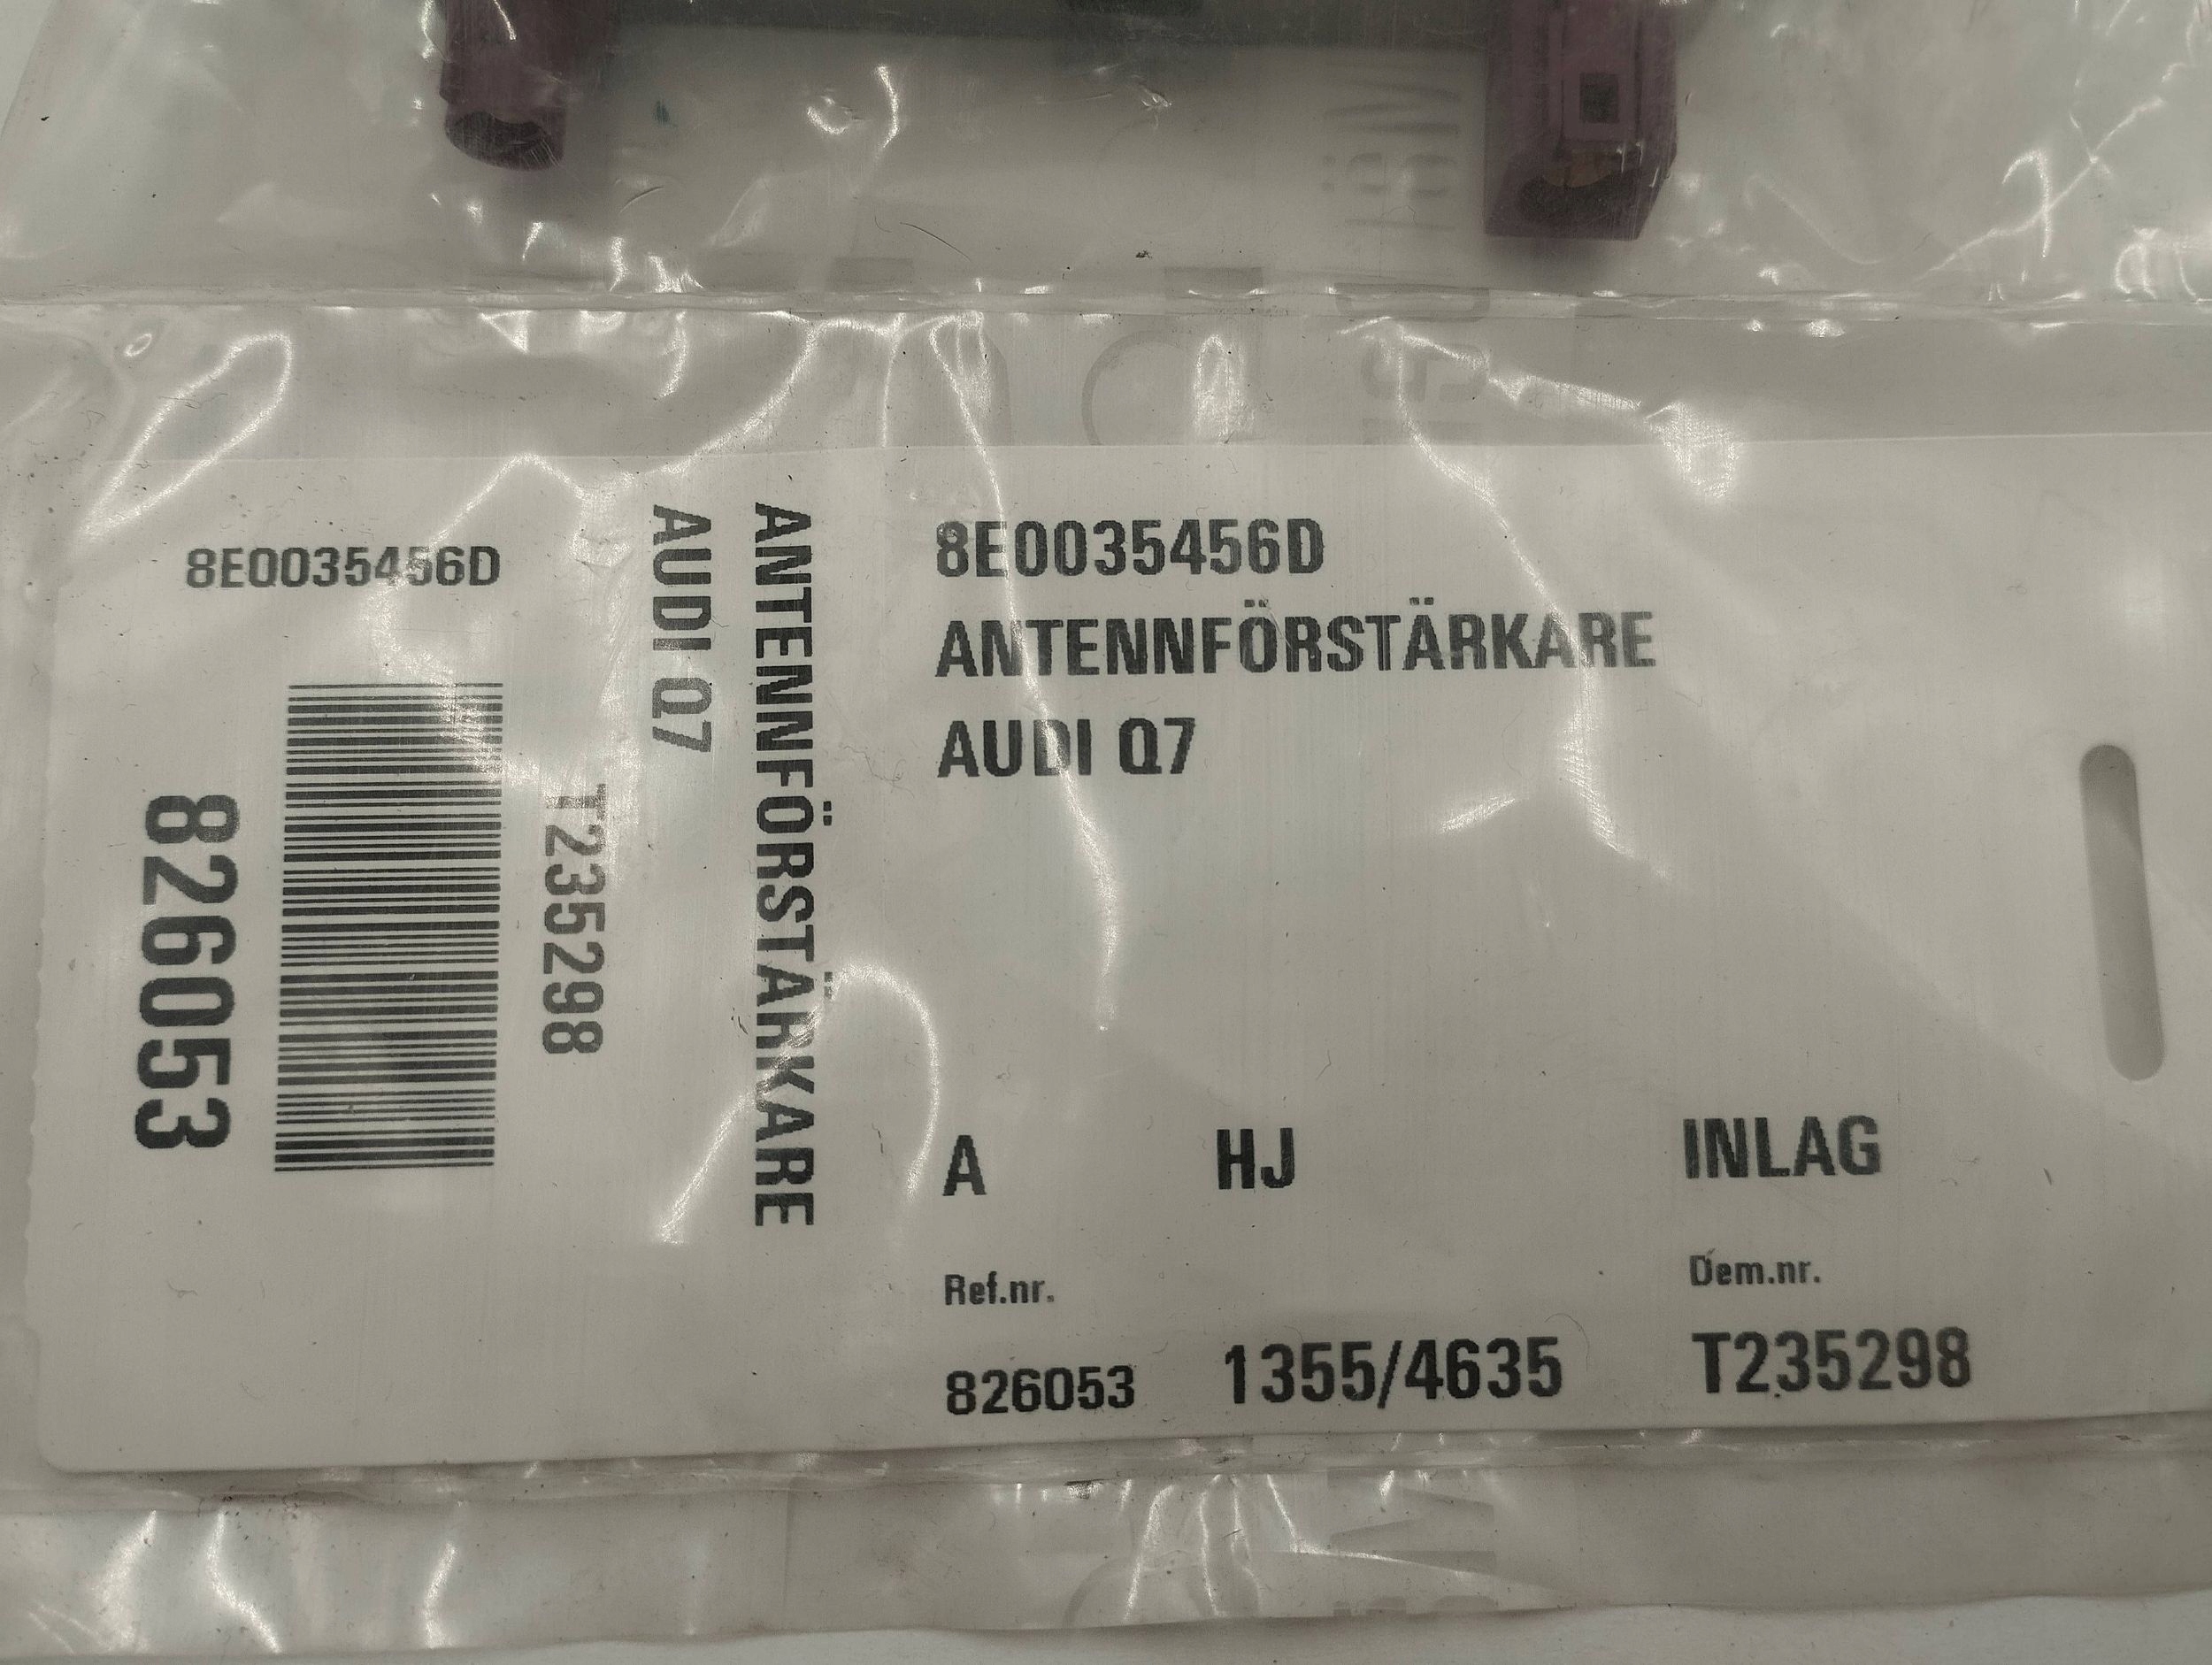 8E0035456D
826053
T235298
AUDI Q7
ANTENNFÖRSTÄRKARE
8E0035456D
ANTENNFÖRSTÄRKARE
AUDI Q7
A HJ INLAG
Ref.nr. Dem.nr.
826053 1355/4635 T235298